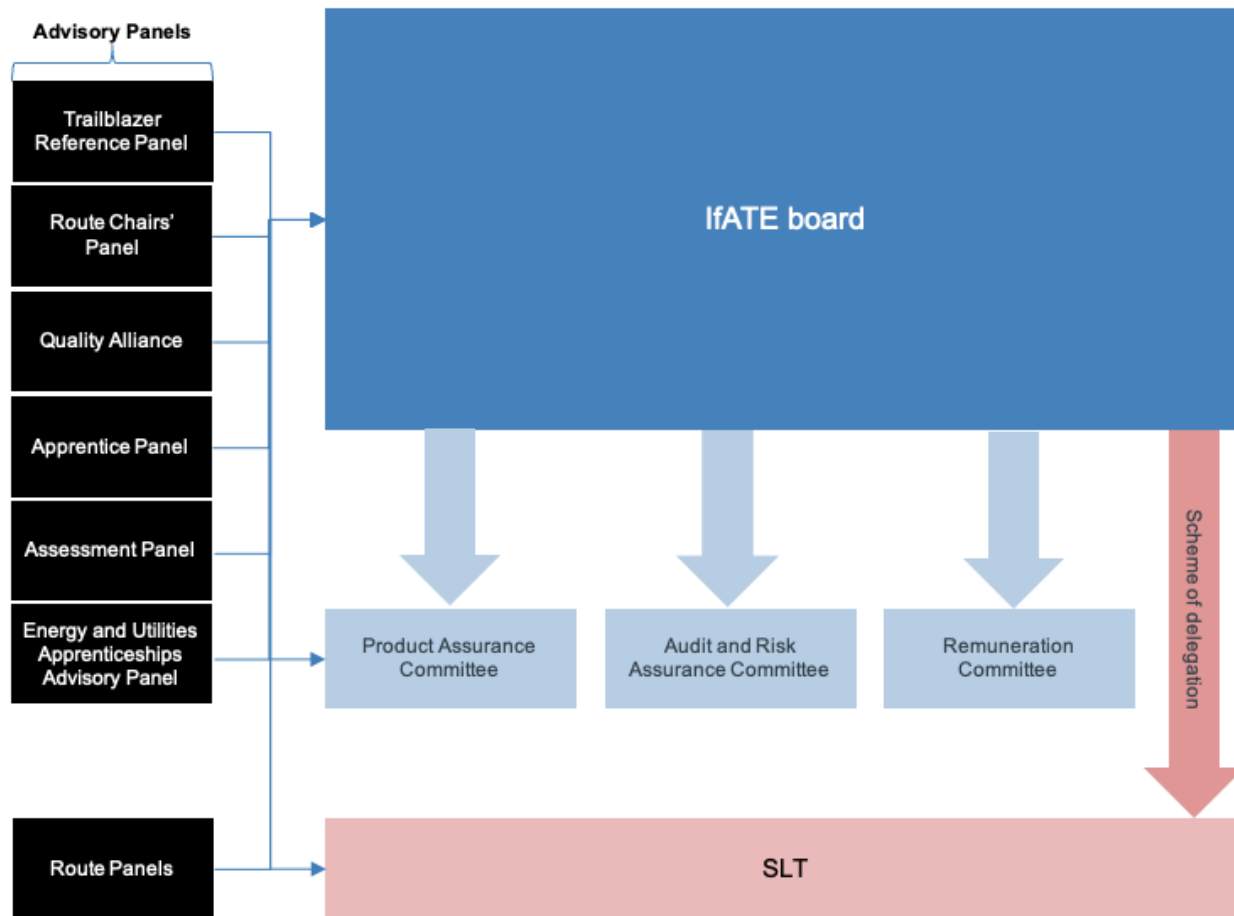 Advisory Panels
Trailblazer
Reference Panel
Route Chairs'
Panel
Quality Alliance
Apprentice Panel
Assessment Panel
Energy and Utilities
Apprenticeships
Advisory Panel
Route Panels
IfATE board
Product Assurance
Committee
Audit and Risk
Assurance Committee
Remuneration
Committee
Scheme of delegation
SLT